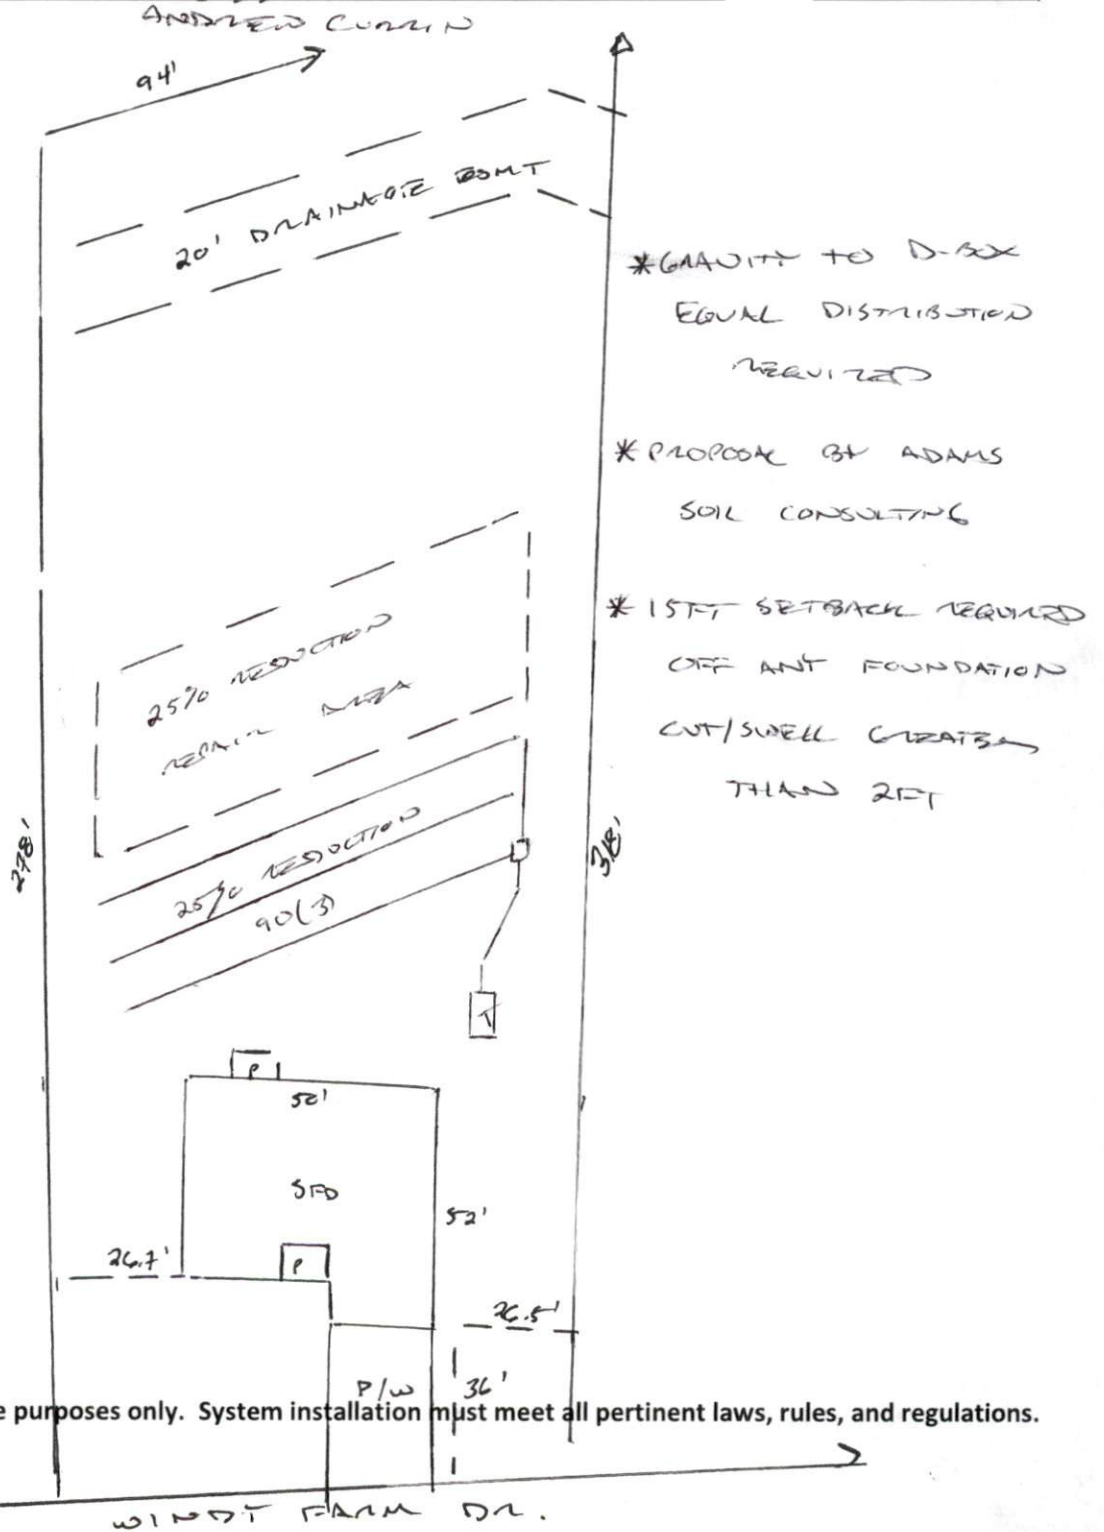 ANDREW CURRIN
94'
20' DRAINAGE ESMT
*GRAVITY TO D-BOX
EQUAL DISTRIBUTION
REQUIRED
*PROPOSAL BY ADAMS
SOIL CONSULTING
* 15FT SETBACK REQUIRED
OFF ANY FOUNDATION
CUT/SWELL GREATER
THAN 2FT
25% REDUCTION
REPAIR AREA
278'
318'
25% REDUCTION
90(3)
T
P
50'
SFD
52'
26.7'
P
26.5'
P/W
36'
e purposes only. System installation must meet all pertinent laws, rules, and regulations.
WINDY FARM DR.